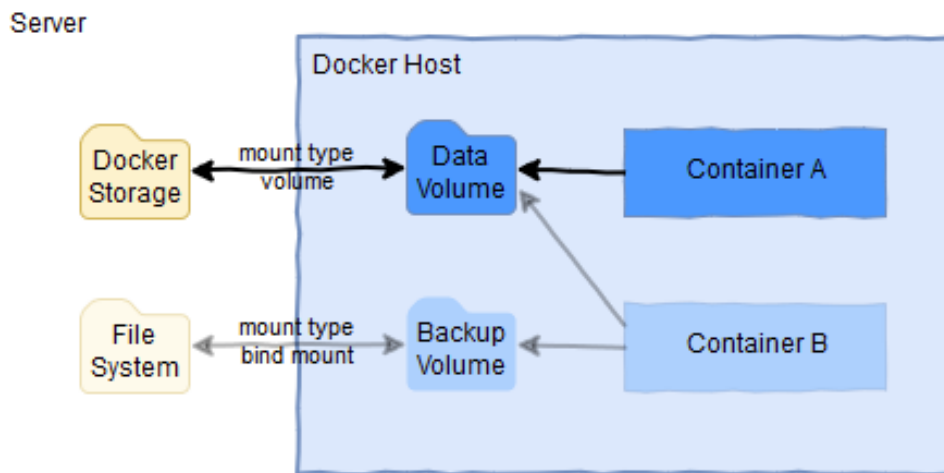 Server
Docker Host
Docker
Storage
mount type
volume
Data
Volume
Container A
File
System
mount type
bind mount
Backup
Volume
Container B